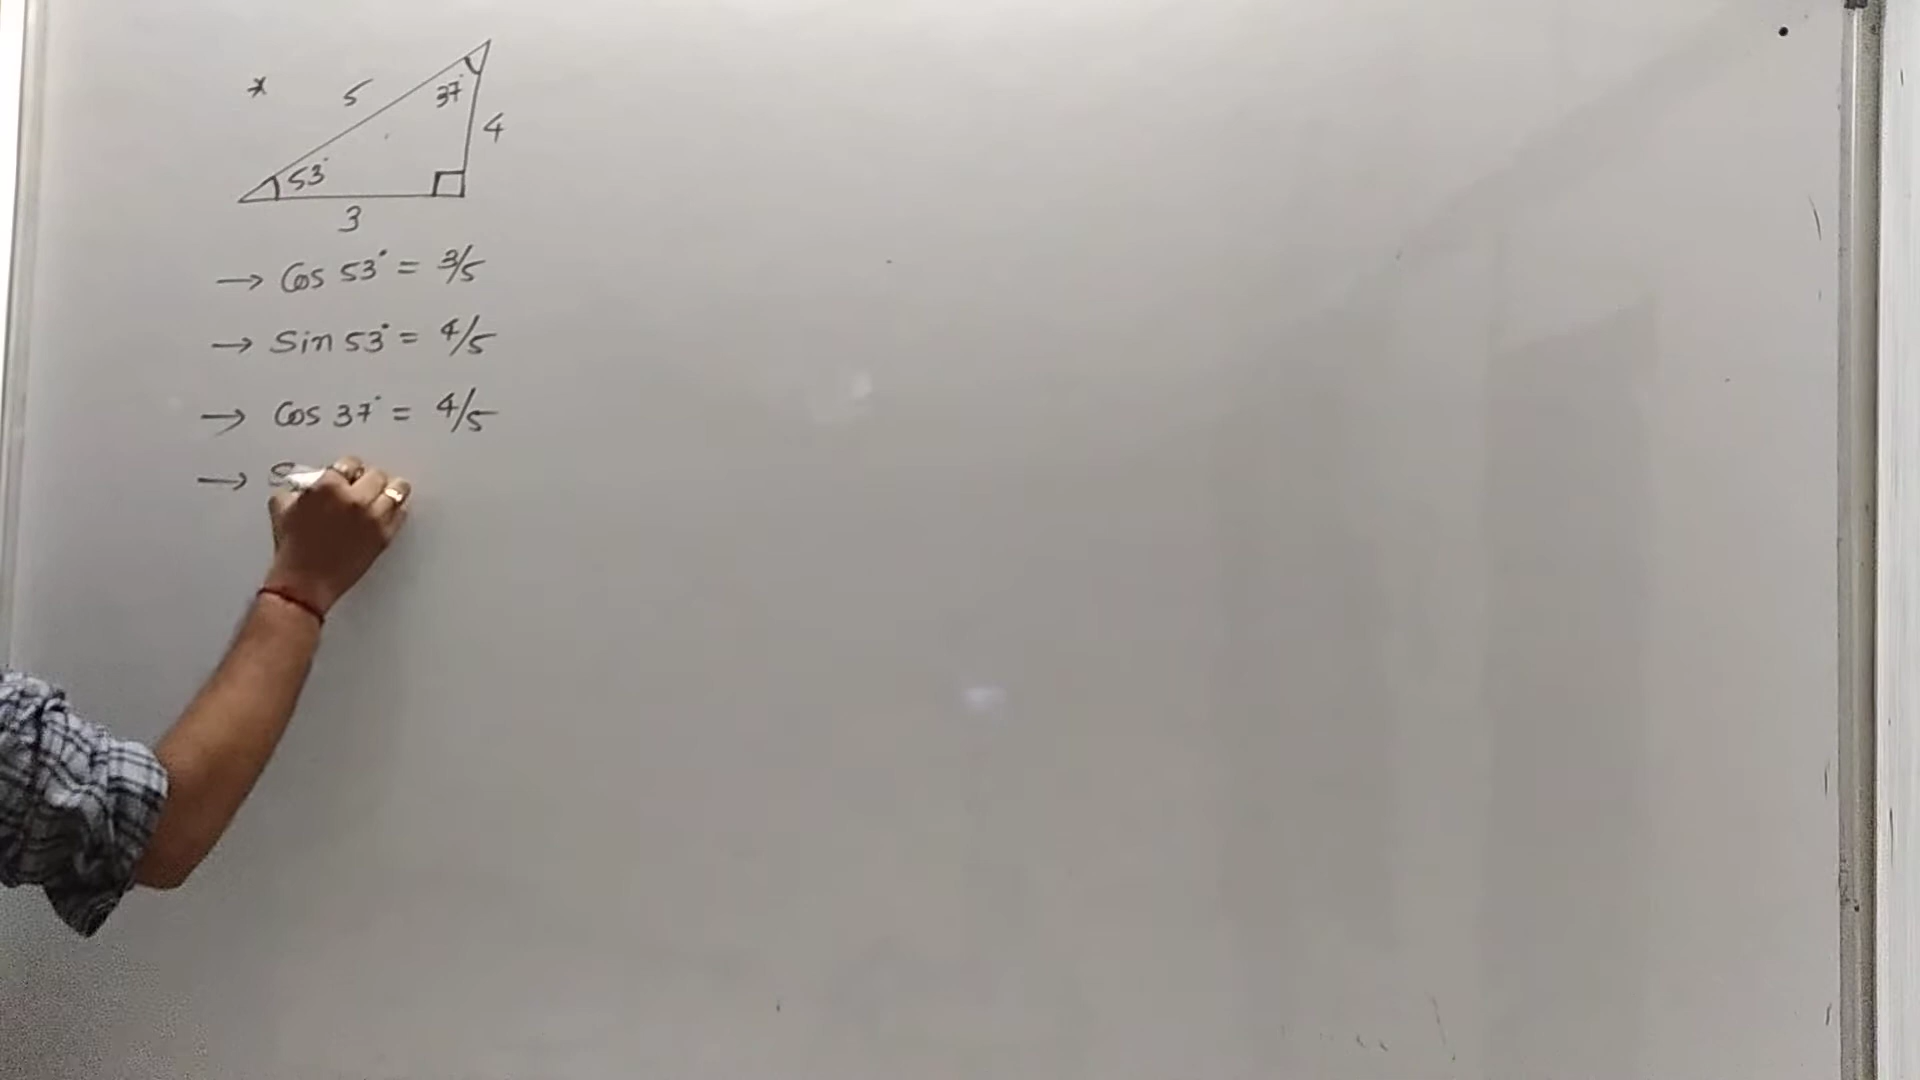 *
5
37°
4
53°
3
→ Cos 53° = 3/5
→ Sin 53° = 4/5
→ Cos 37° = 4/5
→ S